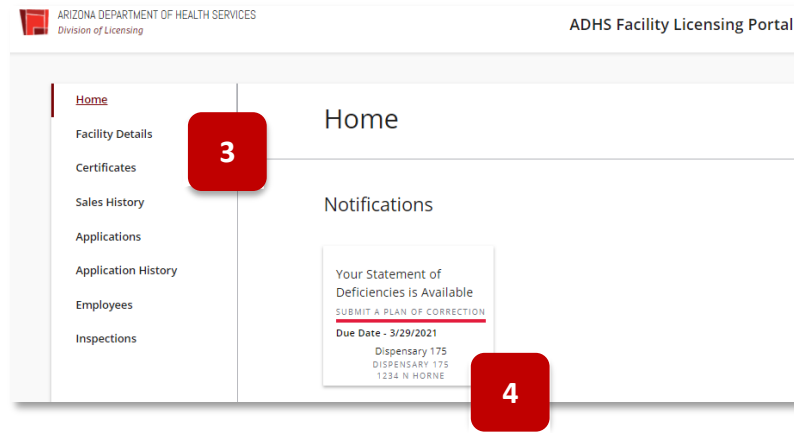 ARIZONA DEPARTMENT OF HEALTH SERVICES
Division of Licensing
ADHS Facility Licensing Portal
Home
Facility Details
Certificates
Sales History
Applications
Application History
Employees
Inspections
3
Home
Notifications
Your Statement of
Deficiencies is Available
SUBMIT A PLAN OF CORRECTION
Due Date - 3/29/2021
Dispensary 175
DISPENSARY 175
1234 N HORNE
4